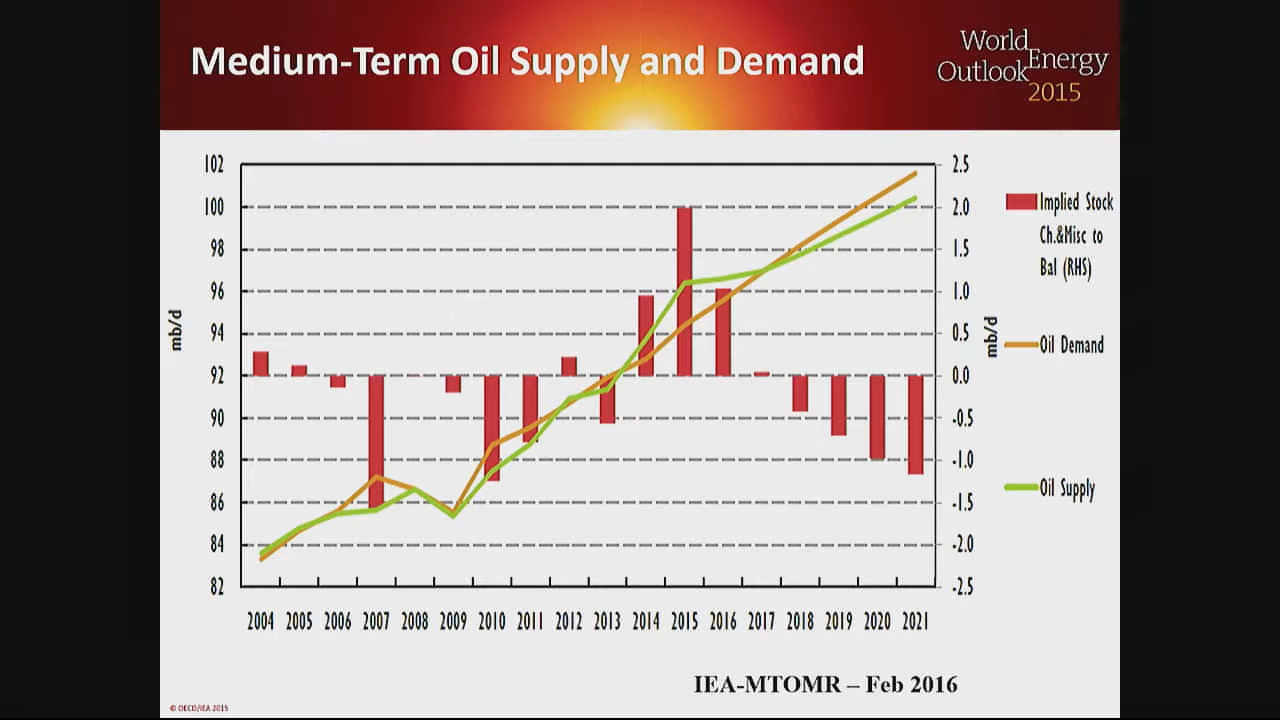 Medium-Term Oil Supply and Demand
World
Energy
Outlook
2015
102
100
98
96
94
92
90
88
86
84
82
mb/d
2.5
2.0
1.5
1.0
0.5
0.0
-0.5
-1.0
-1.5
-2.0
-2.5
mb/d
Implied Stock
Ch.&Misc to
Bal (RHS)
Oil Demand
Oil Supply
2004 2005 2006 2007 2008 2009 2010 2011 2012 2013 2014 2015 2016 2017 2018 2019 2020 2021
IEA-MTOMR – Feb 2016
© OECD/IEA 2015